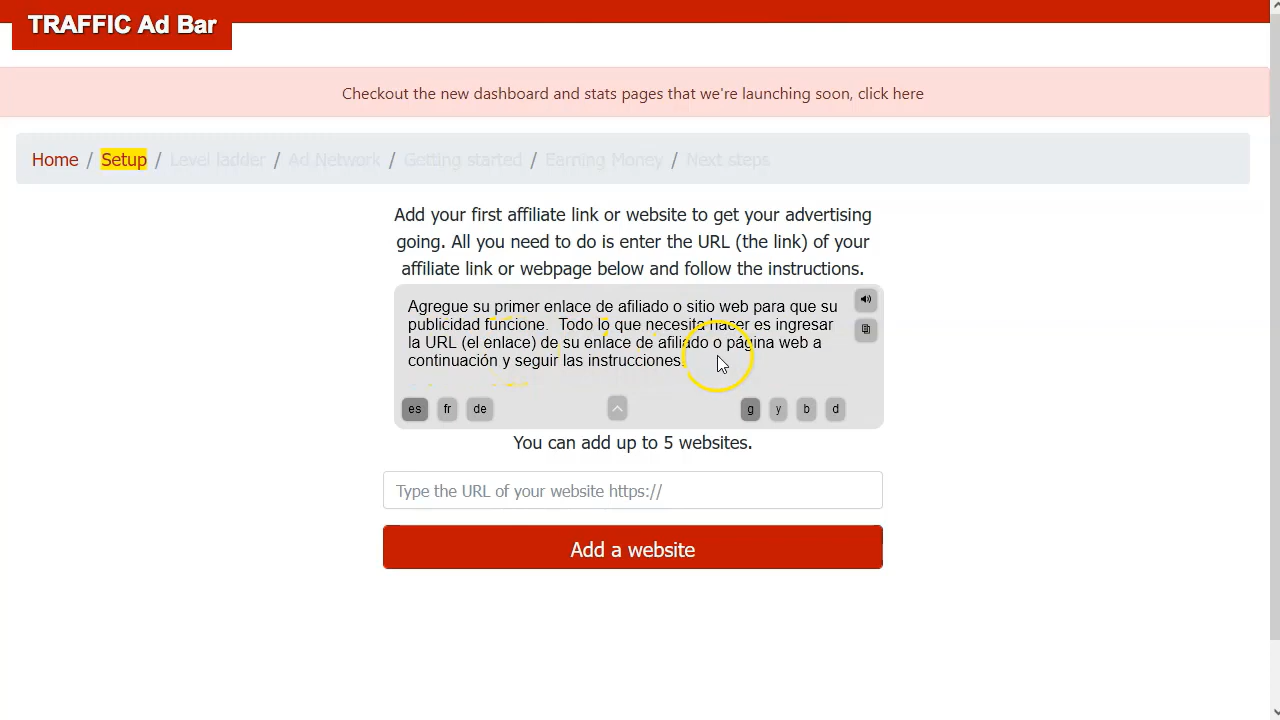 TRAFFIC Ad Bar
Checkout the new dashboard and stats pages that we're launching soon, click here
Home / Setup / Level ladder / Ad Network / Getting started / Earning Money / Next steps
Add your first affiliate link or website to get your advertising
going. All you need to do is enter the URL (the link) of your
affiliate link or webpage below and follow the instructions.
Agregue su primer enlace de afiliado o sitio web para que su
publicidad funcione. Todo lo que necesita hacer es ingresar
la URL (el enlace) de su enlace de afiliado o página web a
continuación y seguir las instrucciones.
es fr de g y b d
You can add up to 5 websites.
Type the URL of your website https://
Add a website